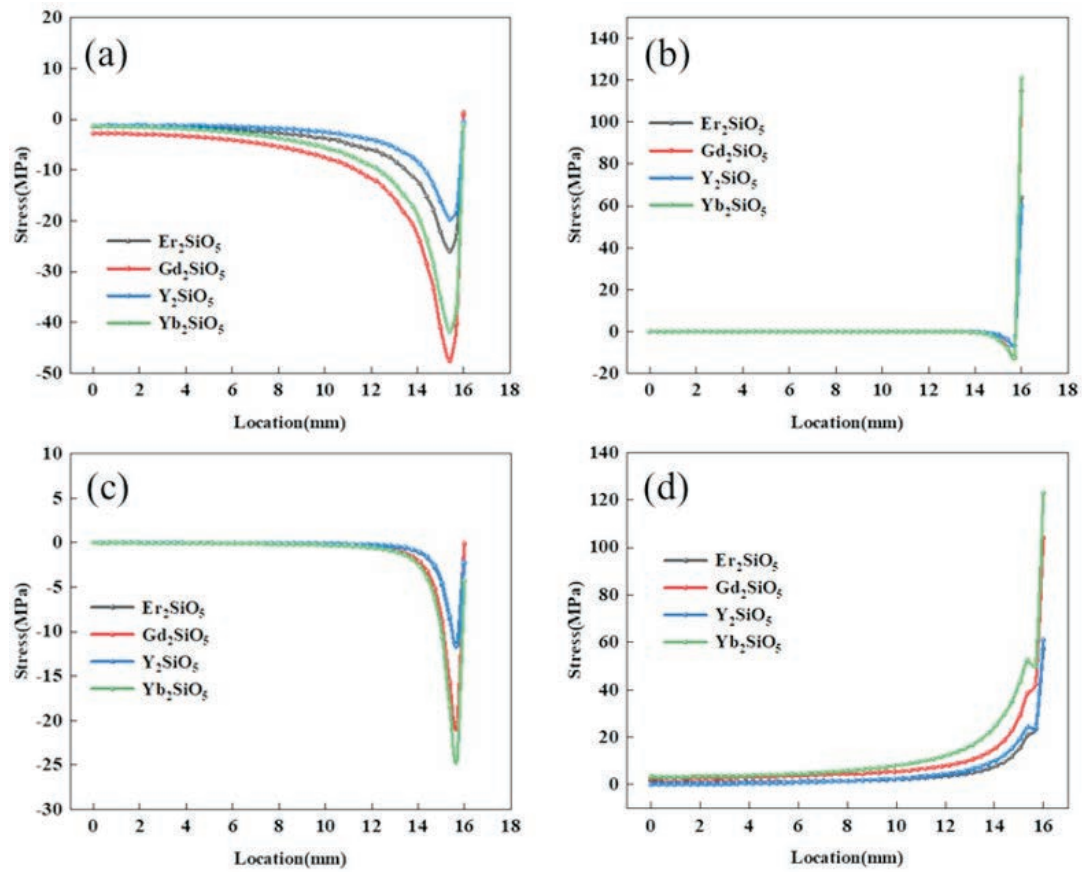 (a)
Stress(MPa)
20
10
0
-10
-20
-30
-40
-50
Er₂SiO₅
Gd₂SiO₅
Y₂SiO₅
Yb₂SiO₅
0 2 4 6 8 10 12 14 16 18
Location(mm)
(b)
Stress(MPa)
140
120
100
80
60
40
20
0
-20
Er₂SiO₅
Gd₂SiO₅
Y₂SiO₅
Yb₂SiO₅
0 2 4 6 8 10 12 14 16 18
Location(mm)
(c)
Stress(MPa)
10
5
0
-5
-10
-15
-20
-25
-30
Er₂SiO₅
Gd₂SiO₅
Y₂SiO₅
Yb₂SiO₅
0 2 4 6 8 10 12 14 16 18
Location(mm)
(d)
Stress(MPa)
140
120
100
80
60
40
20
0
Er₂SiO₅
Gd₂SiO₅
Y₂SiO₅
Yb₂SiO₅
0 2 4 6 8 10 12 14 16
Location(mm)